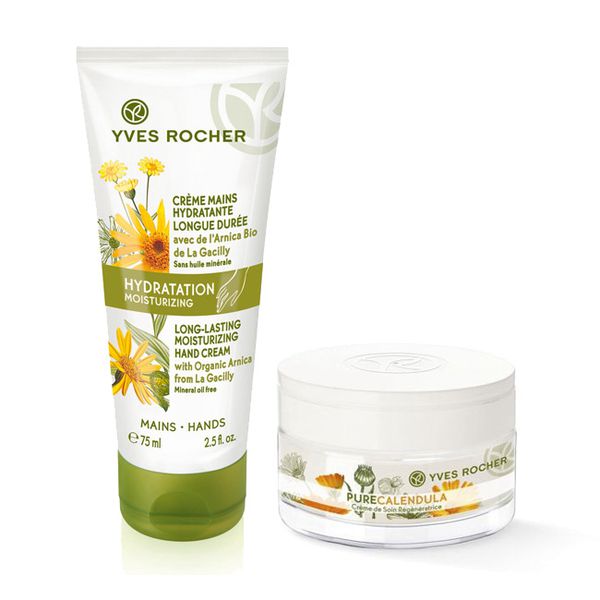 YVES ROCHER
CRÈME MAINS
HYDRATANTE
LONGUE DURÉE
avec de l'Arnica Bio
de La Gacilly
Sans huile minérale
HYDRATATION
MOISTURIZING
LONG-LASTING
MOISTURIZING
HAND CREAM
with Organic Arnica
from La Gacilly
Mineral oil free
MAINS • HANDS
℮ 75 ml 2.5 fl. oz.
YVES ROCHER
PURECALENDULA
Crème de Soin Régénératrice